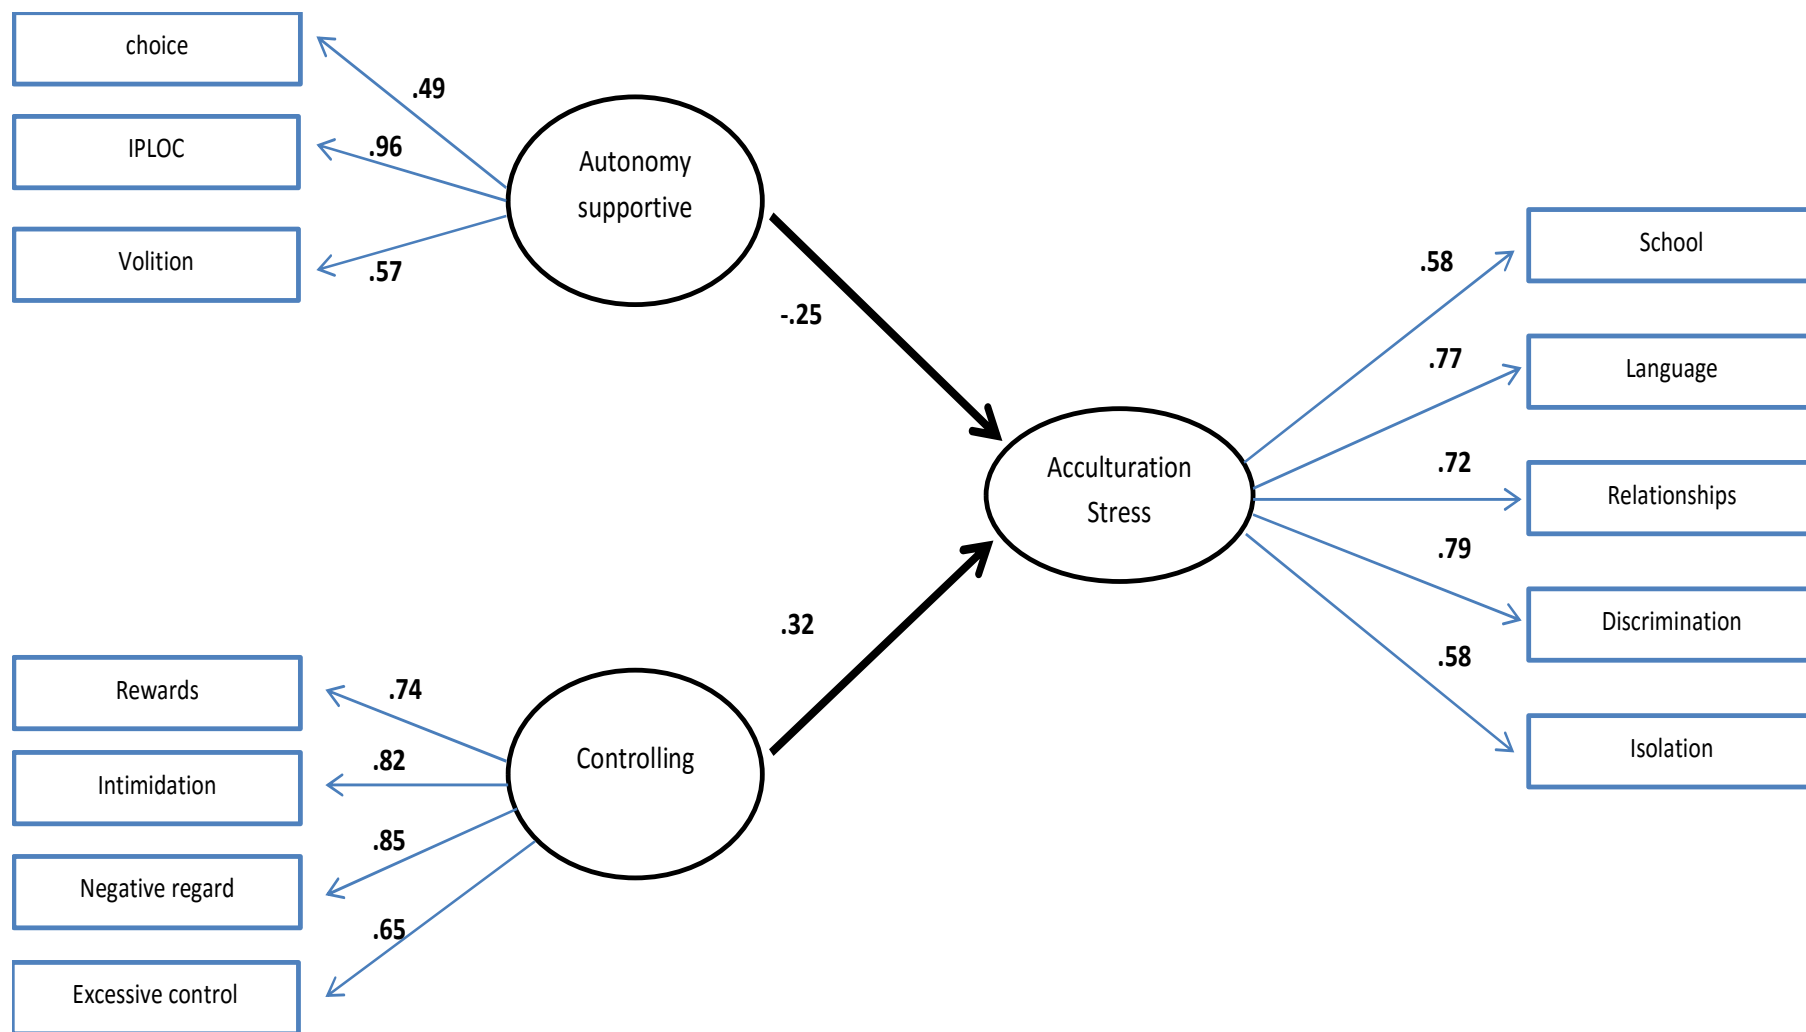 choice
.49
IPLOC
.96
Volition
.57
Autonomy
supportive
-.25
School
.58
Language
.77
Acculturation
Stress
Relationships
.72
Discrimination
.79
Isolation
.58
.32
Rewards
.74
Intimidation
.82
Controlling
Negative regard
.85
Excessive control
.65